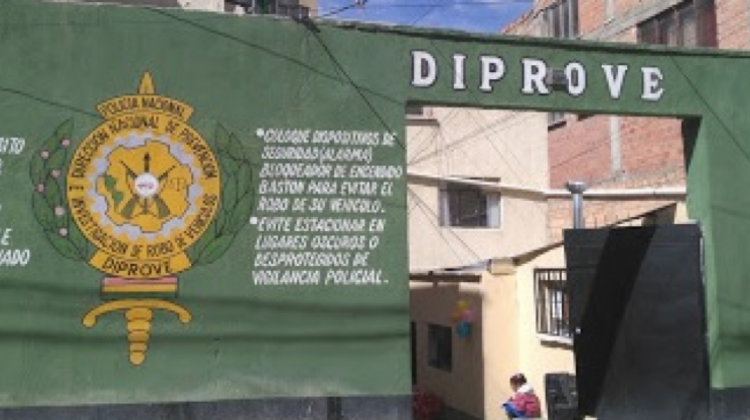 DIPROVE
POLICIA NACIONAL
DIRECCION NACIONAL DE PREVENCION
E INVESTIGACION DE ROBO DE VEHICULOS
DIPROVE
• COLOQUE DISPOSITIVOS DE
SEGURIDAD (ALARMA)
BLOQUEADOR DE ENCENDIDO
BASTON PARA EVITAR EL
ROBO DE SU VEHICULO.
• EVITE ESTACIONAR EN
LUGARES OSCUROS O
DESPROTEGIDOS DE
VIGILANCIA POLICIAL.